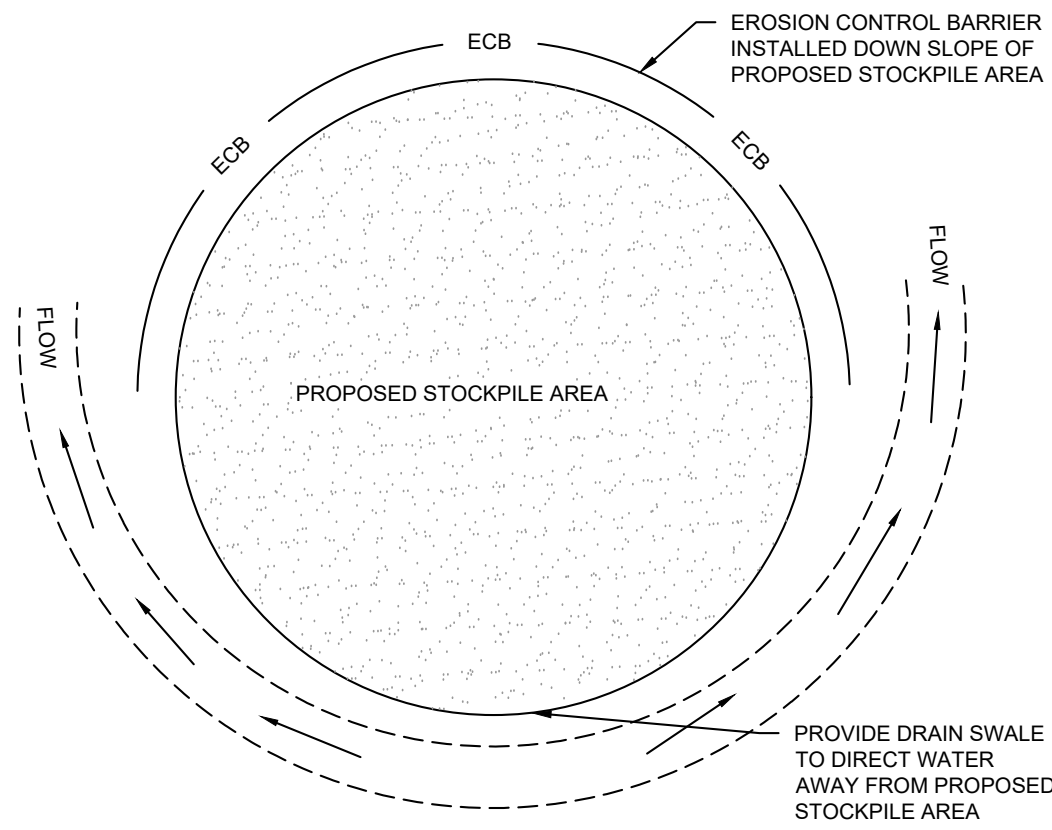 ECB
EROSION CONTROL BARRIER
INSTALLED DOWN SLOPE OF
PROPOSED STOCKPILE AREA
ECB
ECB
FLOW
FLOW
PROPOSED STOCKPILE AREA
PROVIDE DRAIN SWALE
TO DIRECT WATER
AWAY FROM PROPOSED
STOCKPILE AREA